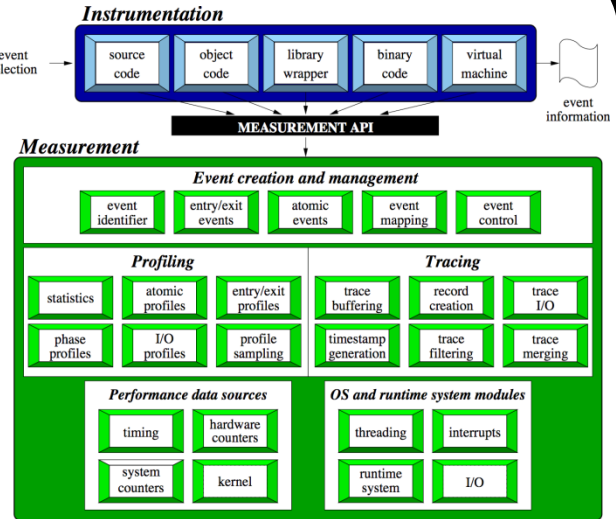 Instrumentation
event
source
code
object
code
library
wrapper
binary
code
virtual
machine
event
information
MEASUREMENT API
Measurement
Event creation and management
event
identifier
entry/exit
events
atomic
events
event
mapping
event
control
Profiling
statistics
atomic
profiles
entry/exit
profiles
phase
profiles
I/O
profiles
profile
sampling
Tracing
trace
buffering
record
creation
trace
I/O
timestamp
generation
trace
filtering
trace
merging
Performance data sources
timing
hardware
counters
system
counters
kernel
OS and runtime system modules
threading
interrupts
runtime
system
I/O